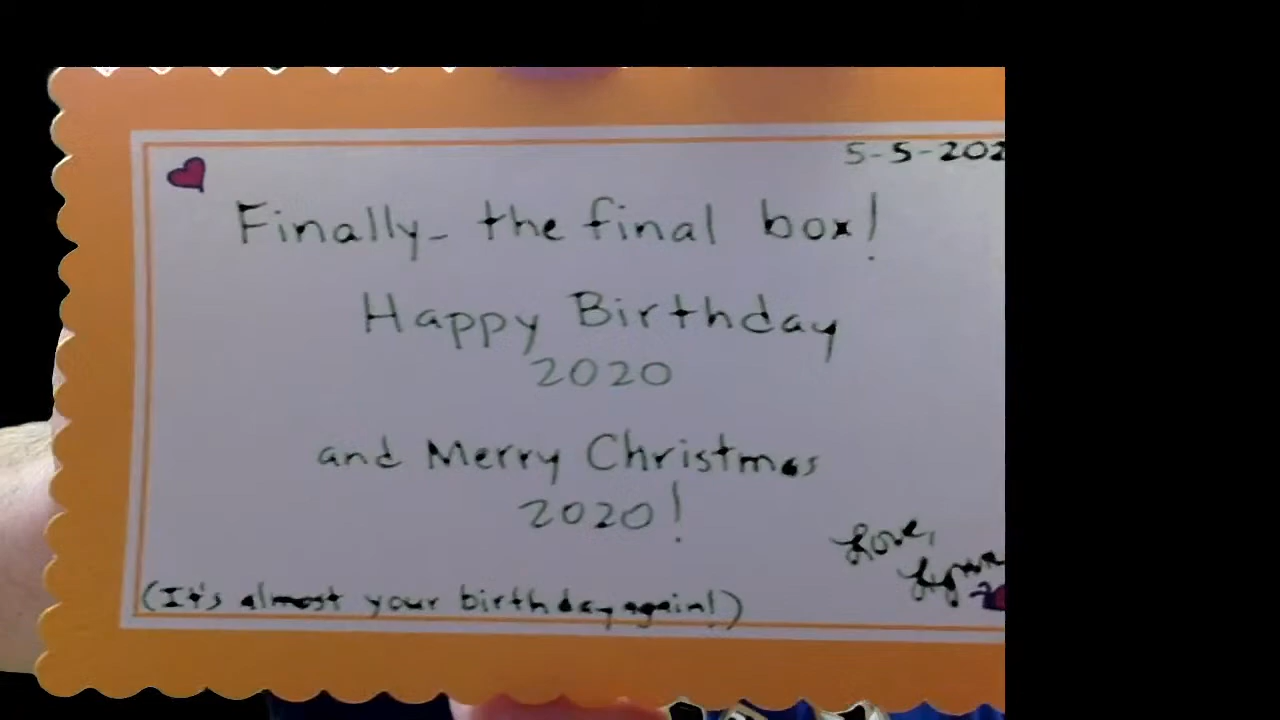 5-5-202
Finally- the final box!
Happy Birthday
2020
and Merry Christmas
2020!
Love,
(It's almost your birthday again!)